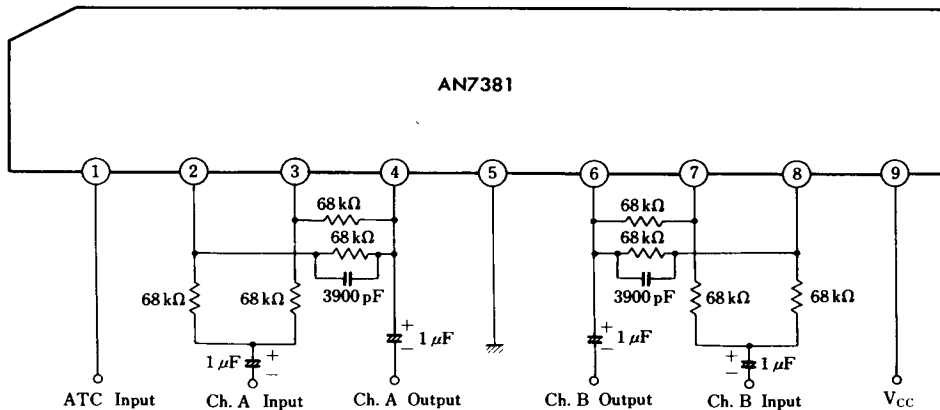 AN7381
1 2 3 4 5 6 7 8 9
68 kΩ 68 kΩ
68 kΩ 68 kΩ
3900 pF 3900 pF
68 kΩ 68 kΩ 68 kΩ 68 kΩ
+ + + +
1 μF 1 μF 1 μF 1 μF
− − − −
ATC Input Ch. A Input Ch. A Output Ch. B Output Ch. B Input VCC